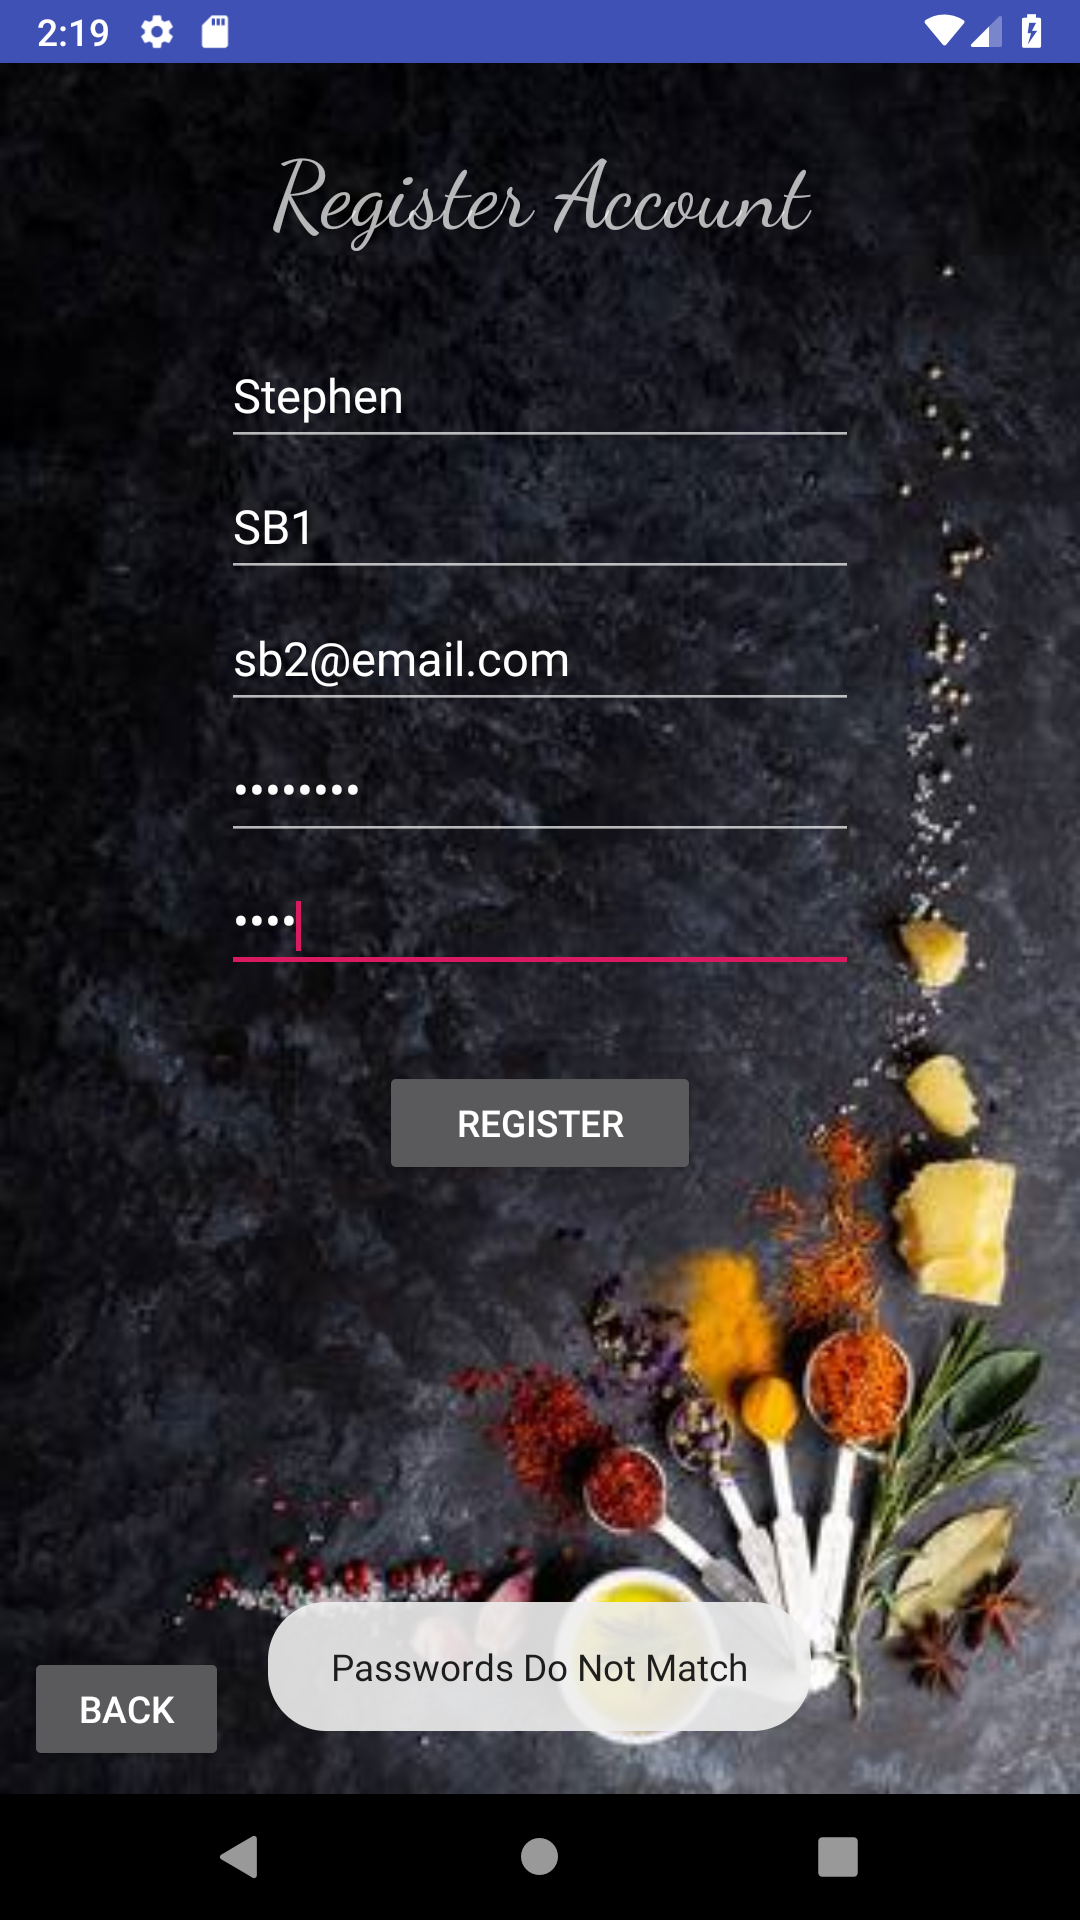 2:19
Register Account
Stephen
SB1
sb2@email.com
••••••••
••••
REGISTER
Passwords Do Not Match
BACK